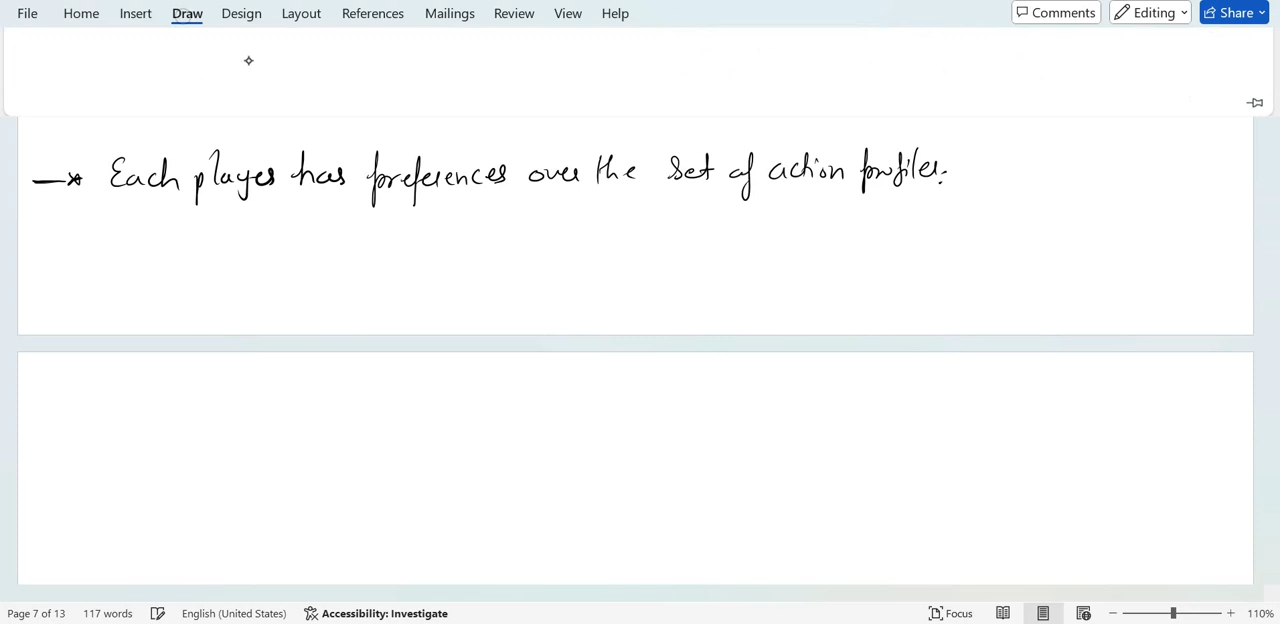 File Home Insert Draw Design Layout References Mailings Review View Help Comments Editing Share
Each player has preferences over the set of action profiles.
Page 7 of 13 117 words English (United States) Accessibility: Investigate Focus 110%